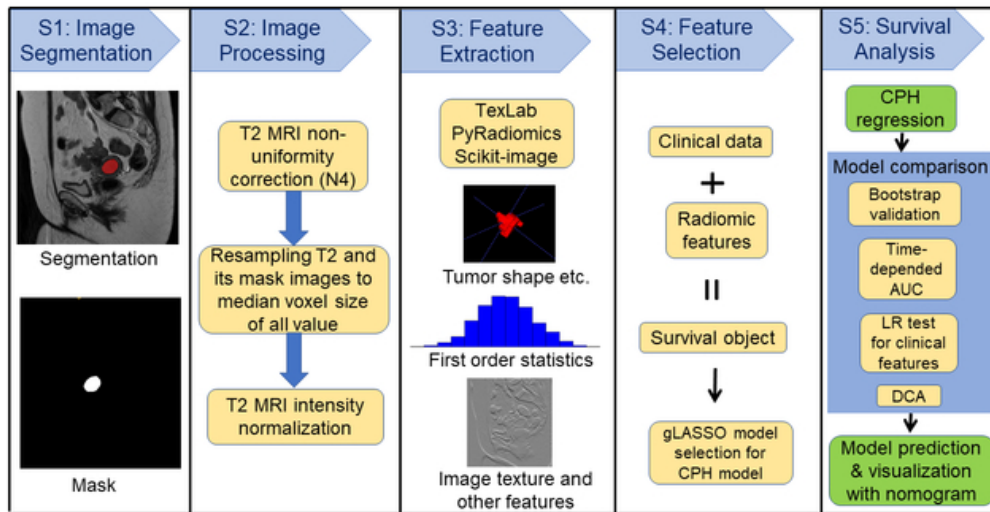 S1: Image
Segmentation
Segmentation
Mask
S2: Image
Processing
T2 MRI non-
uniformity
correction (N4)
Resampling T2 and
its mask images to
median voxel size
of all value
T2 MRI intensity
normalization
S3: Feature
Extraction
TexLab
PyRadiomics
Scikit-image
Tumor shape etc.
First order statistics
Image texture and
other features
S4: Feature
Selection
Clinical data
+
Radiomic
features
=
Survival object
gLASSO model
selection for
CPH model
S5: Survival
Analysis
CPH
regression
Model comparison
Bootstrap
validation
Time-
depended
AUC
LR test
for clinical
features
DCA
Model prediction
& visualization
with nomogram